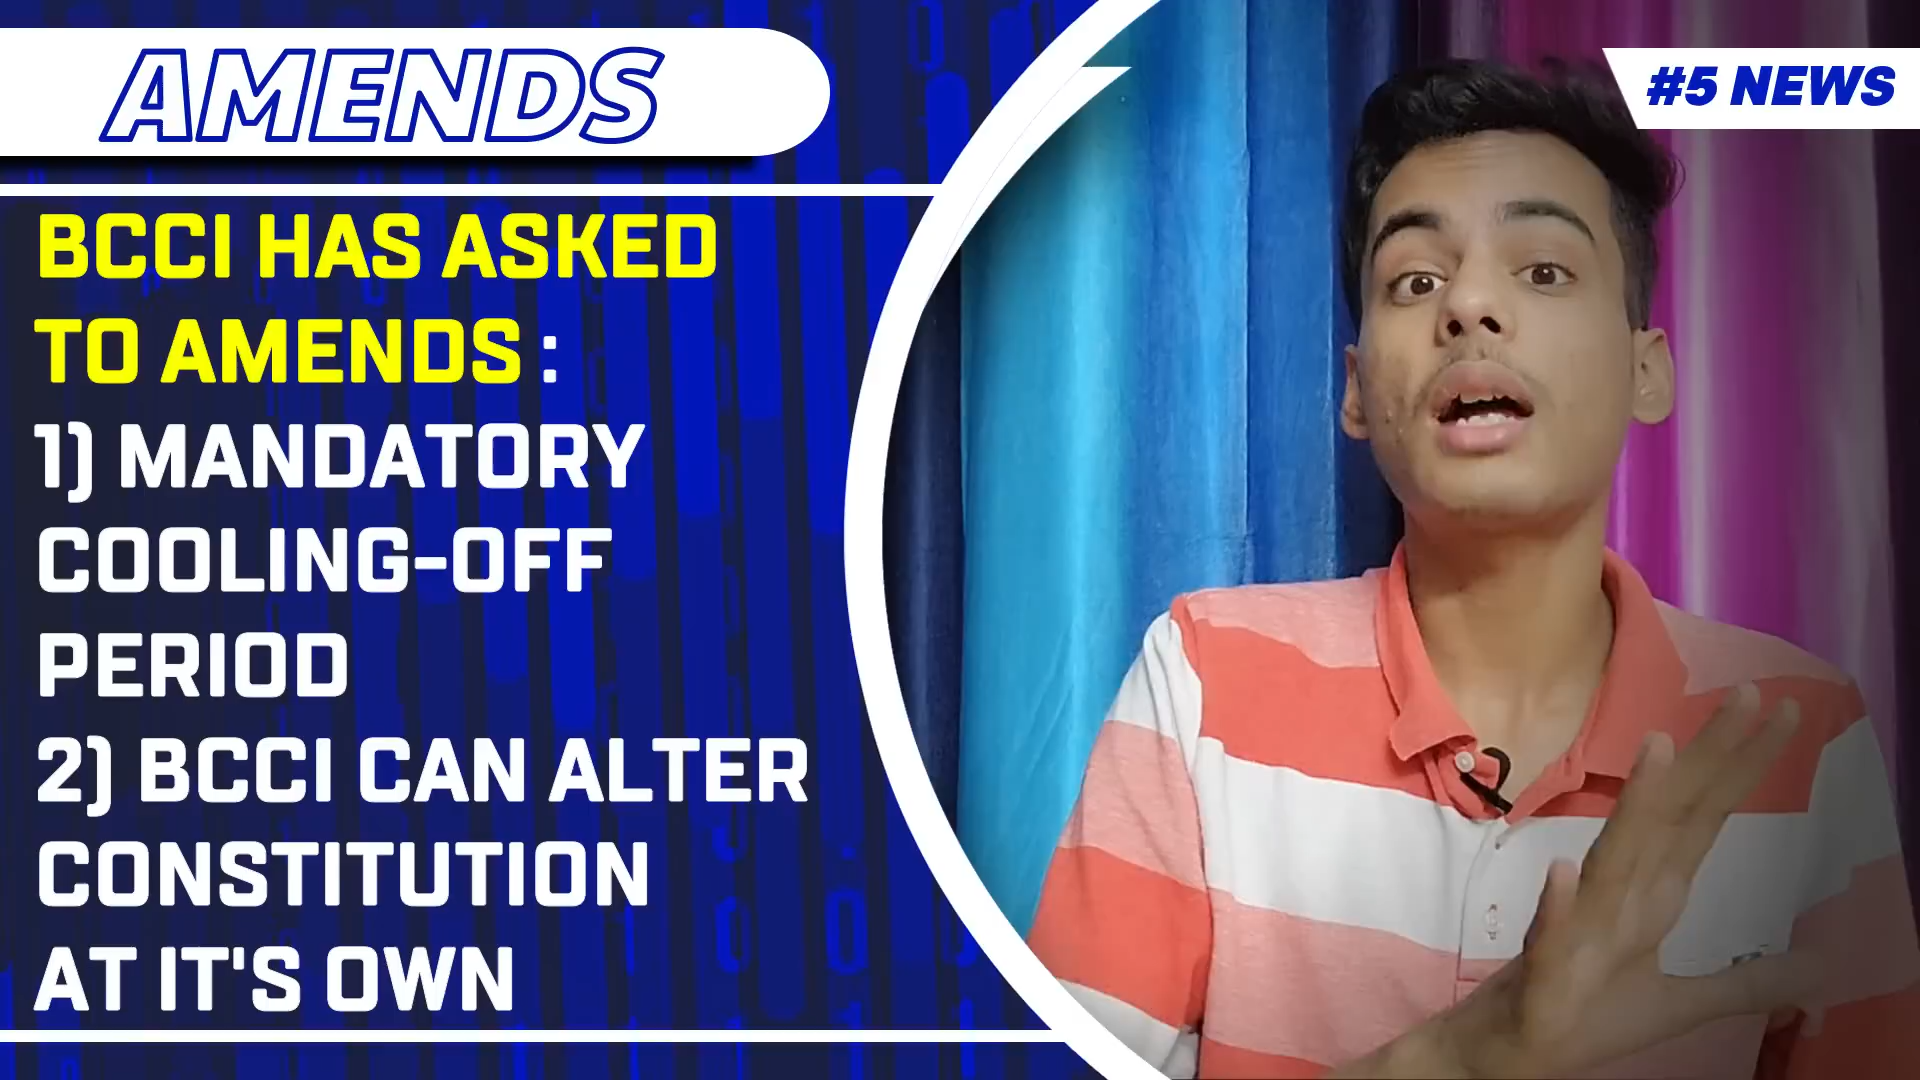 AMENDS
#5 NEWS
BCCI HAS ASKED
TO AMENDS :
1) MANDATORY
COOLING-OFF
PERIOD
2) BCCI CAN ALTER
CONSTITUTION
AT IT'S OWN